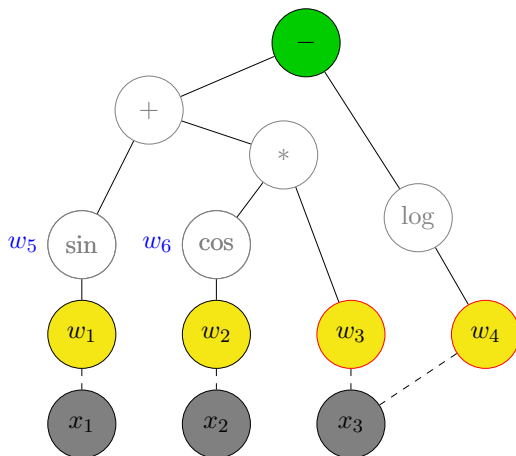 −
+
*
log
w₅ sin w₆ cos
w₁ w₂ w₃ w₄
x₁ x₂ x₃